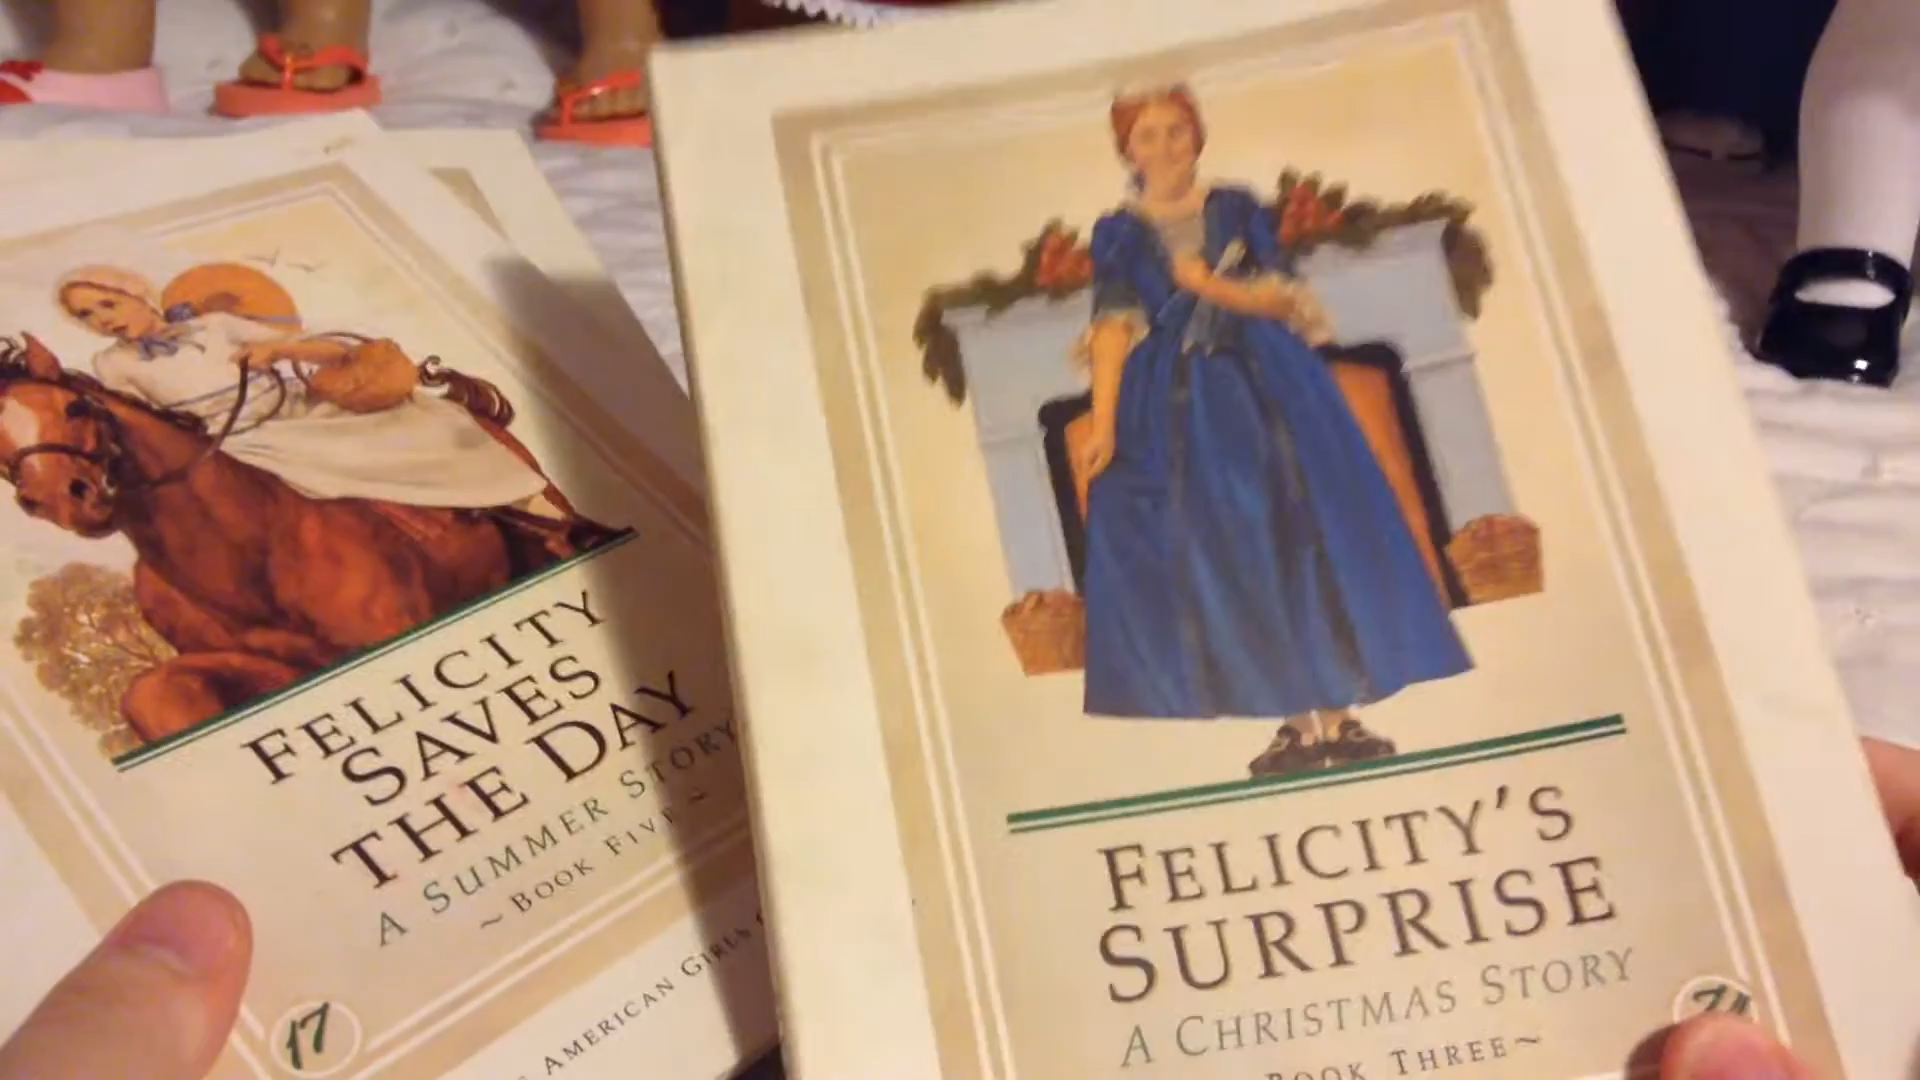 FELICITY
SAVES
THE DAY
A SUMMER STORY
~ BOOK FIVE ~
AMERICAN GIRLS
17
FELICITY'S
SURPRISE
A CHRISTMAS STORY
BOOK THREE~